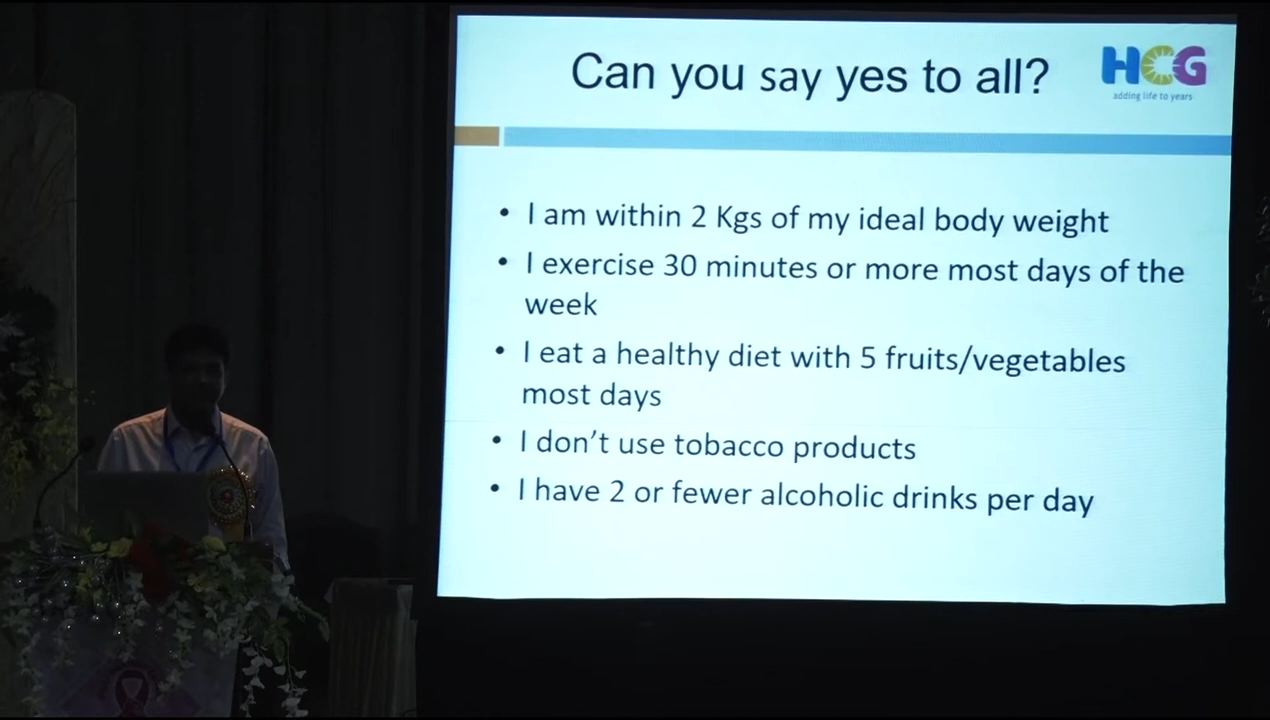 Can you say yes to all?
HCG
adding life to years
• I am within 2 Kgs of my ideal body weight
• I exercise 30 minutes or more most days of the
week
• I eat a healthy diet with 5 fruits/vegetables
most days
• I don't use tobacco products
• I have 2 or fewer alcoholic drinks per day